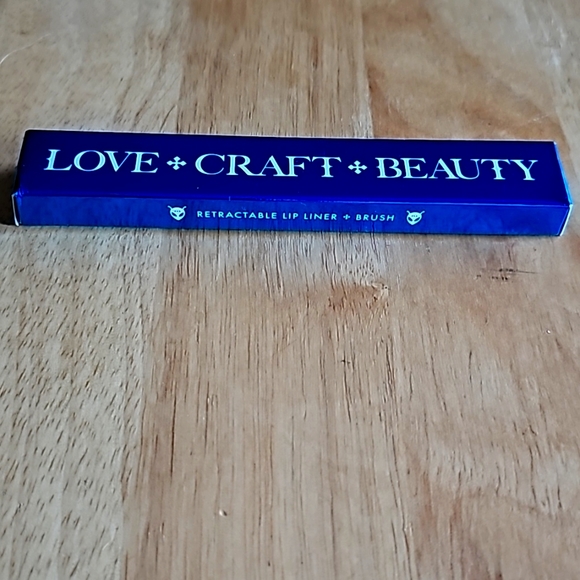 LOVE ✣ CRAFT ✣ BEAUTY
RETRACTABLE LIP LINER + BRUSH